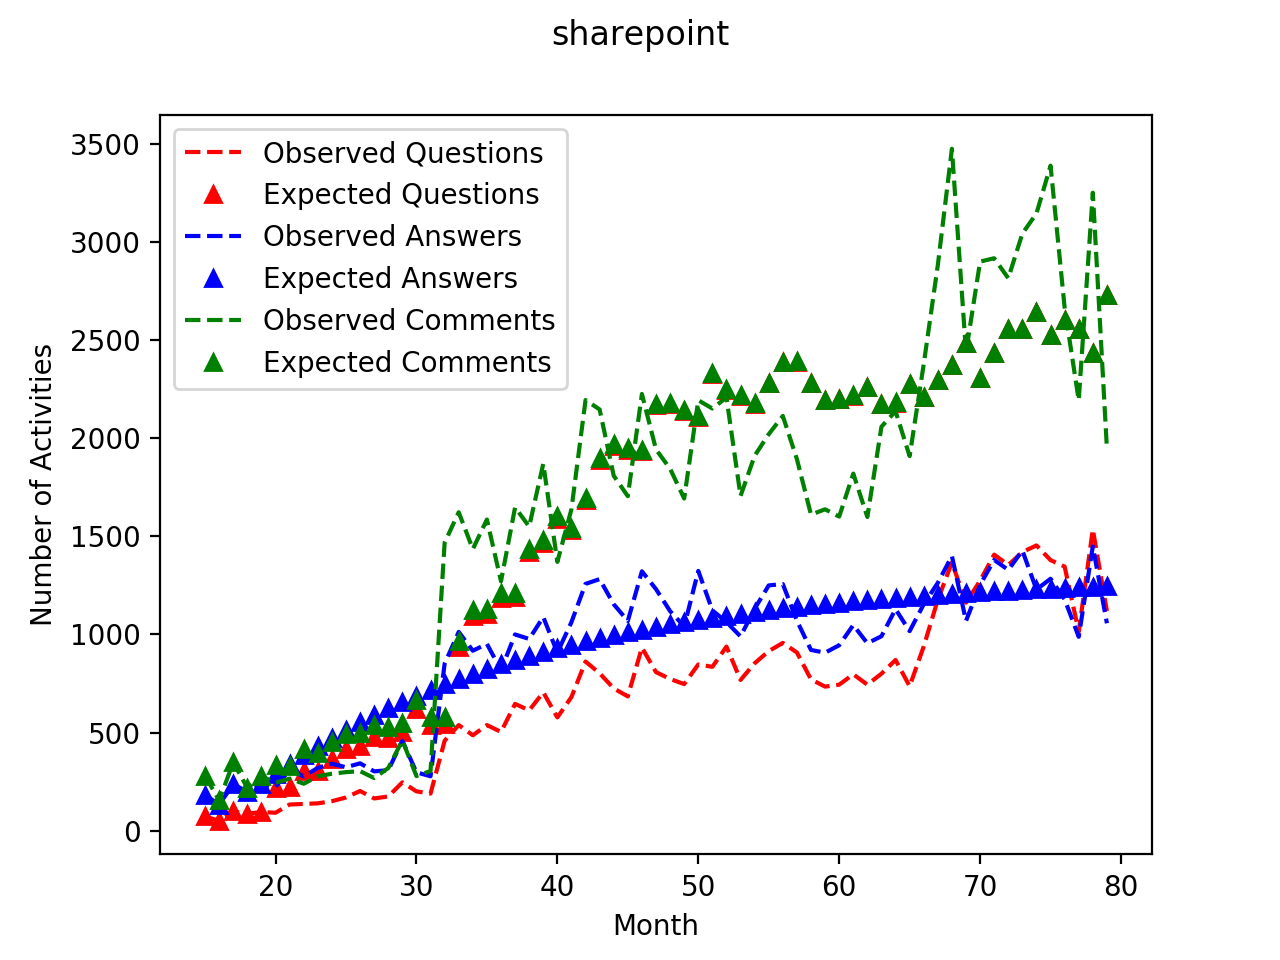 sharepoint
Observed Questions
Expected Questions
Observed Answers
Expected Answers
Observed Comments
Expected Comments
Number of Activities
3500
3000
2500
2000
1500
1000
500
0
20 30 40 50 60 70 80
Month